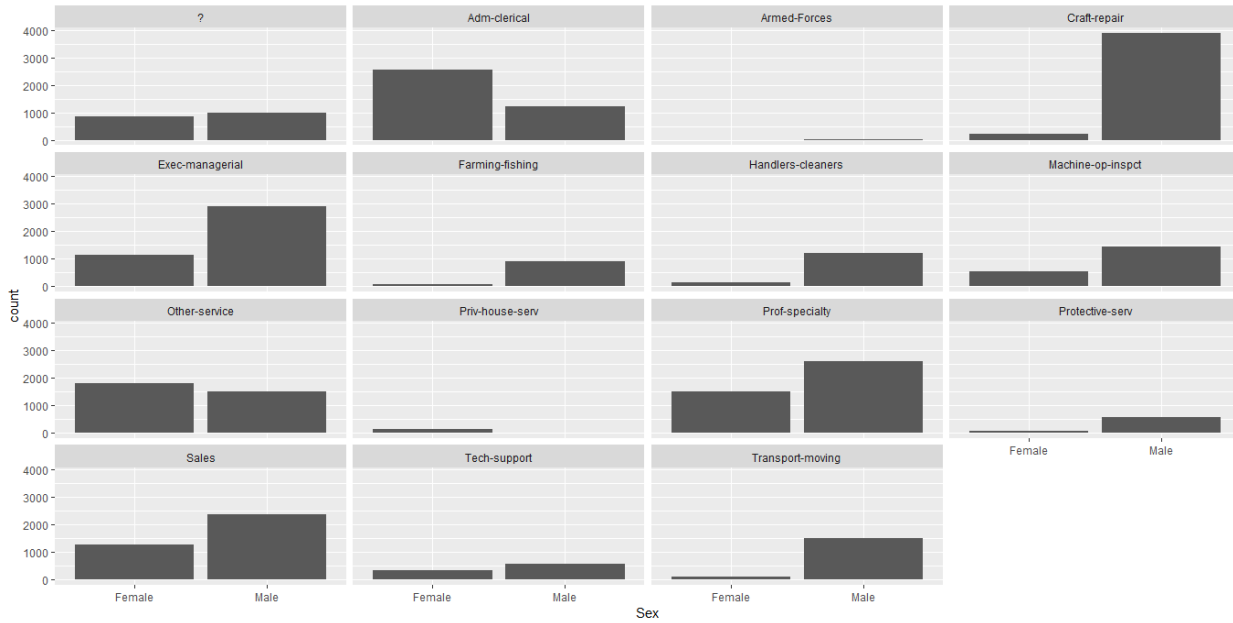 ? Adm-clerical Armed-Forces Craft-repair
4000
3000
2000
1000
0
Exec-managerial Farming-fishing Handlers-cleaners Machine-op-inspct
4000
3000
2000
1000
0
count
Other-service Priv-house-serv Prof-specialty Protective-serv
4000
3000
2000
1000
0
Female Male
Sales Tech-support Transport-moving
4000
3000
2000
1000
0
Female Male Female Male Female Male
Sex